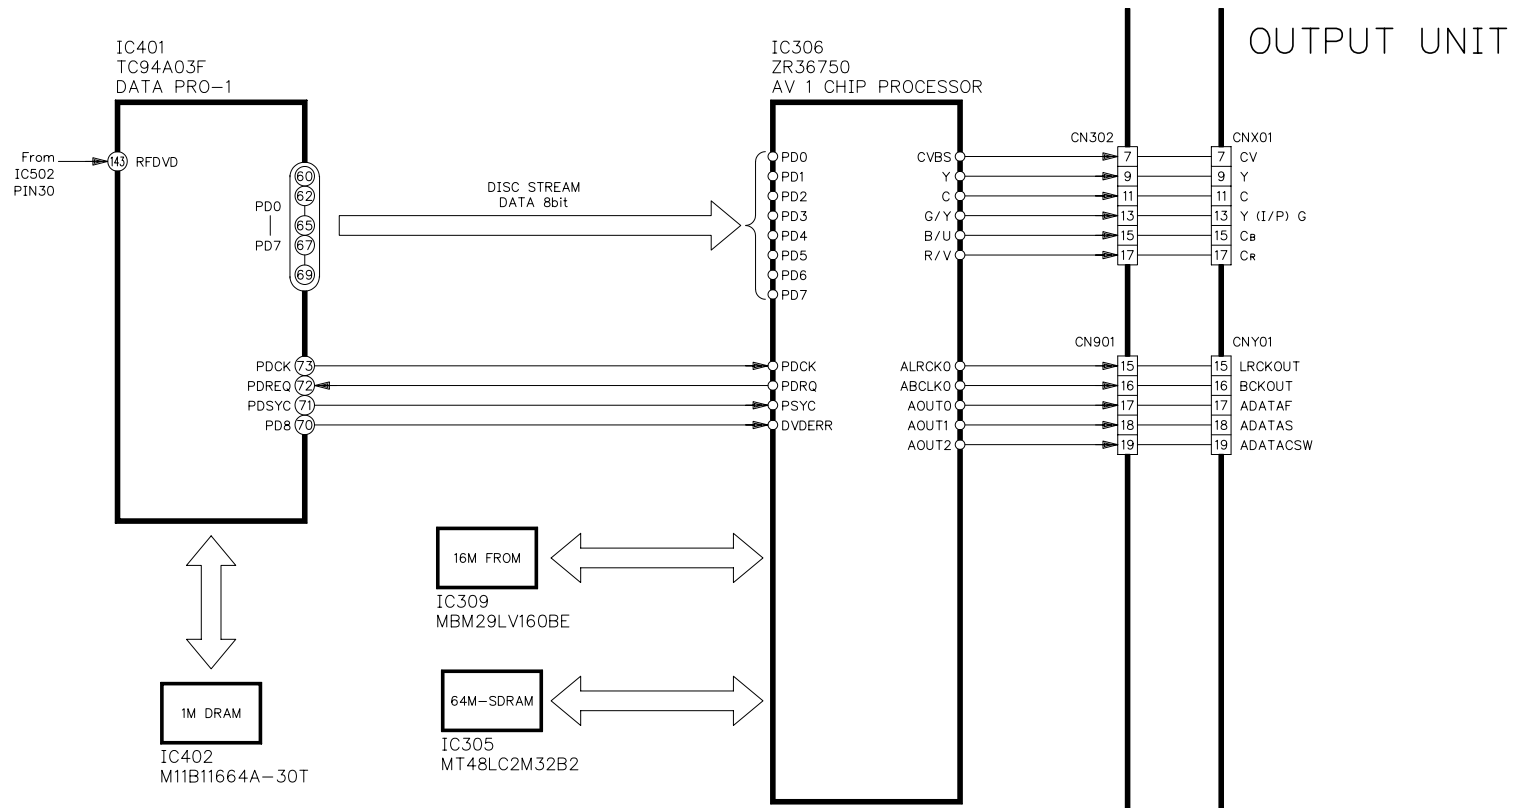 OUTPUT UNIT
IC401
TC94A03F
DATA PRO-1
From
IC502
PIN30
143 RFDVD
60
62
65
67
69
PD0
PD7
PDCK 73
PDREQ 72
PDSYC 71
PD8 70
DISC STREAM
DATA 8bit
IC306
ZR36750
AV 1 CHIP PROCESSOR
PD0
PD1
PD2
PD3
PD4
PD5
PD6
PD7
PDCK
PDRQ
PSYC
DVDERR
CVBS
Y
C
G/Y
B/U
R/V
ALRCK0
ABCLK0
AOUT0
AOUT1
AOUT2
CN302
7
9
11
13
15
17
CNX01
7 CV
9 Y
11 C
13 Y (I/P) G
15 CB
17 CR
CN901
15
16
17
18
19
CNY01
15 LRCKOUT
16 BCKOUT
17 ADATAF
18 ADATAS
19 ADATACSW
16M FROM
IC309
MBM29LV160BE
64M-SDRAM
IC305
MT48LC2M32B2
1M DRAM
IC402
M11B11664A-30T